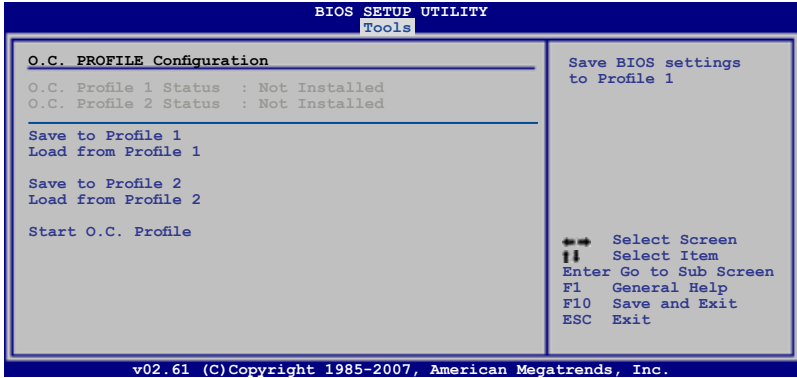 BIOS SETUP UTILITY
Tools
O.C. PROFILE Configuration
O.C. Profile 1 Status : Not Installed
O.C. Profile 2 Status : Not Installed
Save to Profile 1
Load from Profile 1
Save to Profile 2
Load from Profile 2
Start O.C. Profile
Save BIOS settings
to Profile 1
Select Screen
Select Item
Enter Go to Sub Screen
F1 General Help
F10 Save and Exit
ESC Exit
v02.61 (C)Copyright 1985-2007, American Megatrends, Inc.